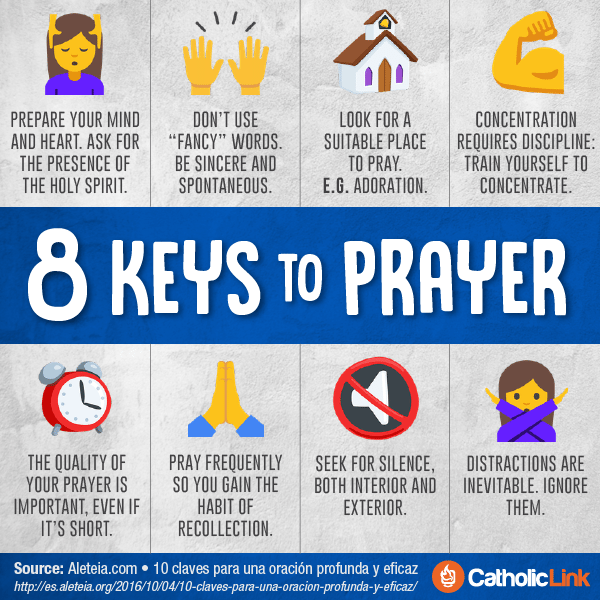 PREPARE YOUR MIND
AND HEART. ASK FOR
THE PRESENCE OF
THE HOLY SPIRIT.
DON'T USE
“FANCY” WORDS.
BE SINCERE AND
SPONTANEOUS.
LOOK FOR A
SUITABLE PLACE
TO PRAY.
E.G. ADORATION.
CONCENTRATION
REQUIRES DISCIPLINE:
TRAIN YOURSELF TO
CONCENTRATE.
8 KEYS TO PRAYER
THE QUALITY OF
YOUR PRAYER IS
IMPORTANT, EVEN IF
IT'S SHORT.
PRAY FREQUENTLY
SO YOU GAIN THE
HABIT OF
RECOLLECTION.
SEEK FOR SILENCE,
BOTH INTERIOR AND
EXTERIOR.
DISTRACTIONS ARE
INEVITABLE. IGNORE
THEM.
Source: Aleteia.com • 10 claves para una oración profunda y eficaz
http://es.aleteia.org/2016/10/04/10-claves-para-una-oracion-profunda-y-eficaz/
CatholicLink